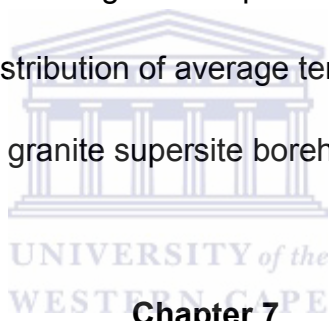 stribution of average ter
granite supersite boreh
UNIVERSITY of the
WESTERN CAPE
Chapter 7